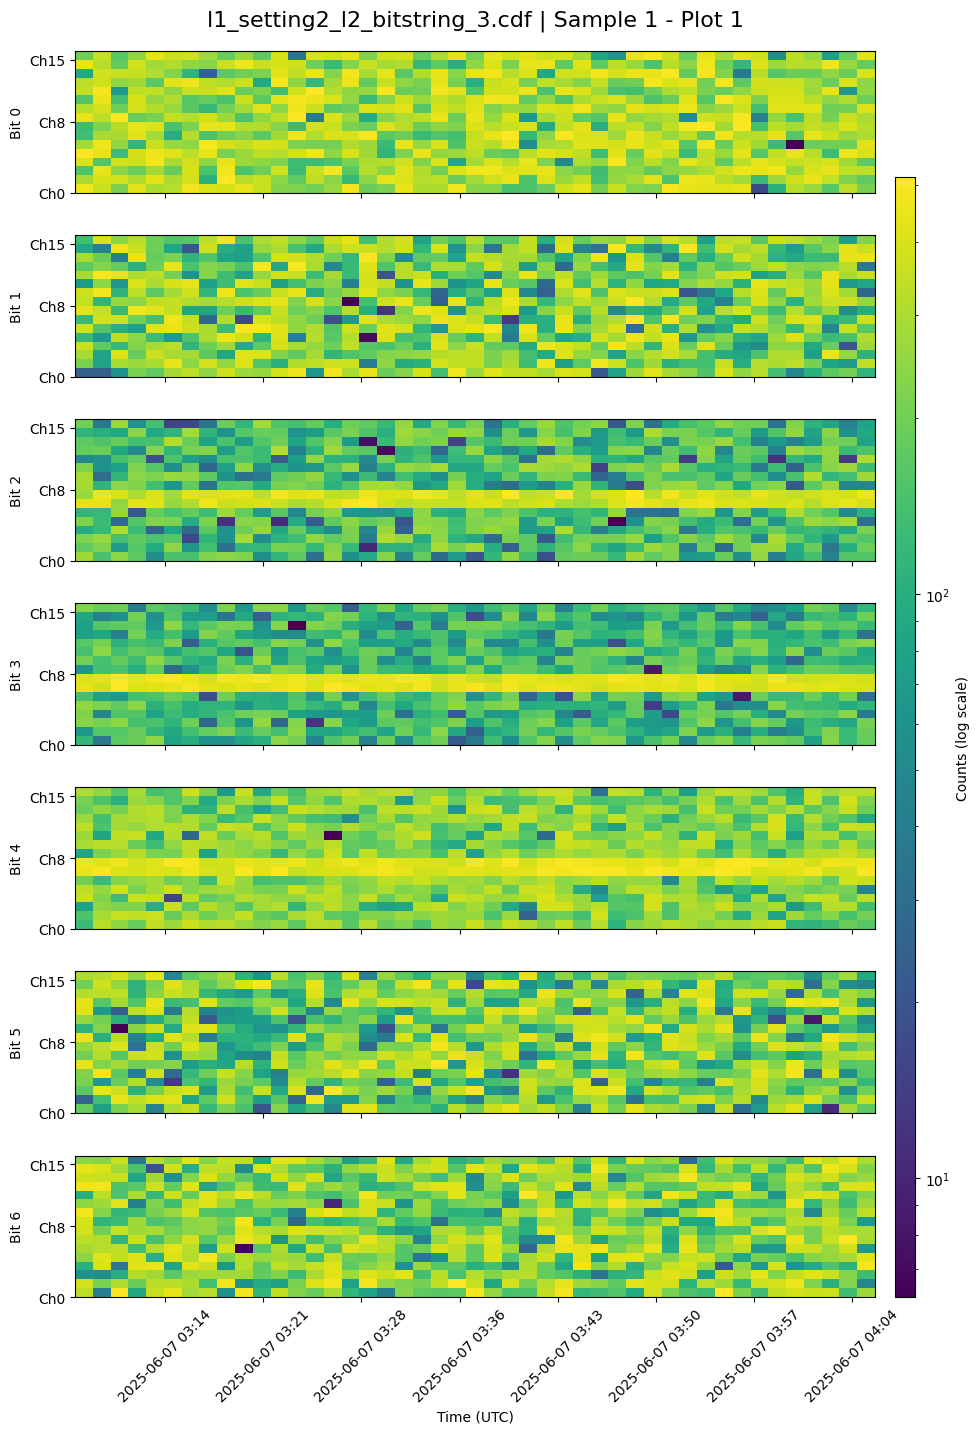 l1_setting2_l2_bitstring_3.cdf | Sample 1 - Plot 1
Bit 0
Ch15
Ch8
Ch0
Bit 1
Ch15
Ch8
Ch0
Bit 2
Ch15
Ch8
Ch0
Bit 3
Ch15
Ch8
Ch0
Bit 4
Ch15
Ch8
Ch0
Bit 5
Ch15
Ch8
Ch0
Bit 6
Ch15
Ch8
Ch0
2025-06-07 03:14
2025-06-07 03:21
2025-06-07 03:28
2025-06-07 03:36
2025-06-07 03:43
2025-06-07 03:50
2025-06-07 03:57
2025-06-07 04:04
Time (UTC)
10²
10¹
Counts (log scale)